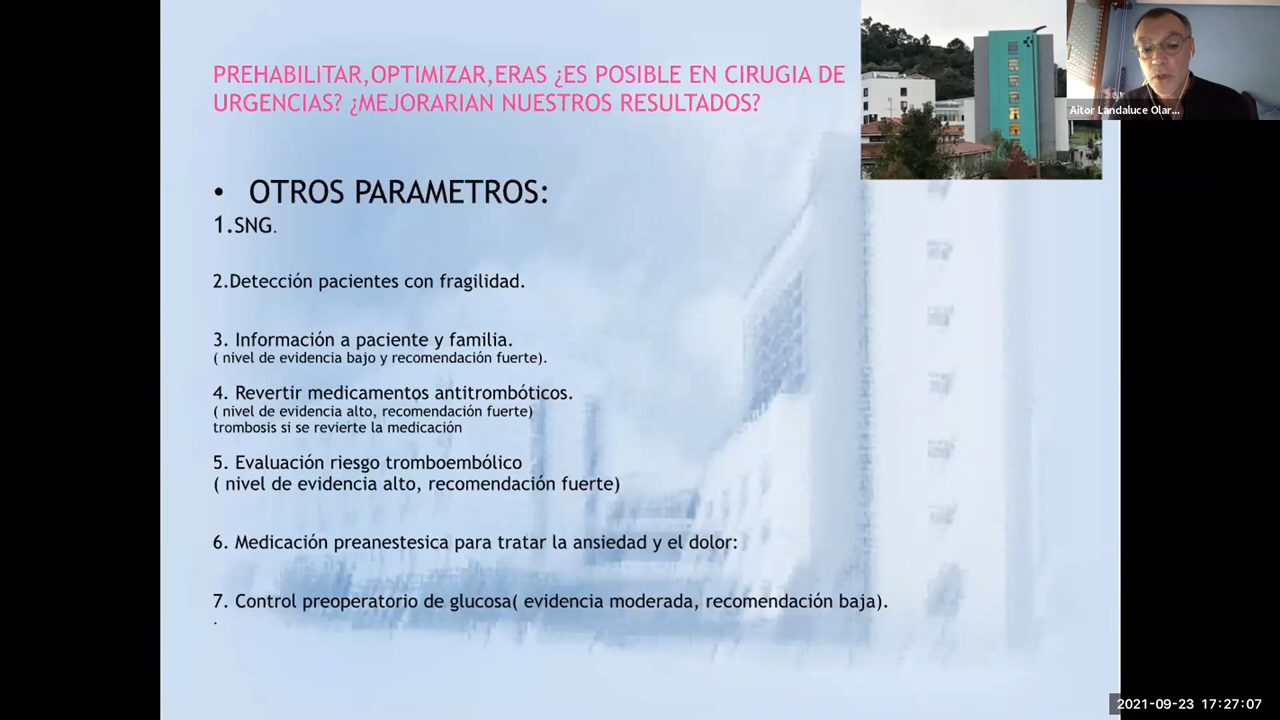 PREHABILITAR,OPTIMIZAR,ERAS ¿ES POSIBLE EN CIRUGIA DE
URGENCIAS? ¿MEJORARIAN NUESTROS RESULTADOS?
Aitor Landaluce Olar...
• OTROS PARAMETROS:
1.SNG.
2.Detección pacientes con fragilidad.
3. Información a paciente y familia.
( nivel de evidencia bajo y recomendación fuerte).
4. Revertir medicamentos antitrombóticos.
( nivel de evidencia alto, recomendación fuerte)
trombosis si se revierte la medicación
5. Evaluación riesgo tromboembólico
( nivel de evidencia alto, recomendación fuerte)
6. Medicación preanestesica para tratar la ansiedad y el dolor:
7. Control preoperatorio de glucosa( evidencia moderada, recomendación baja).
.
2021-09-23 17:27:07